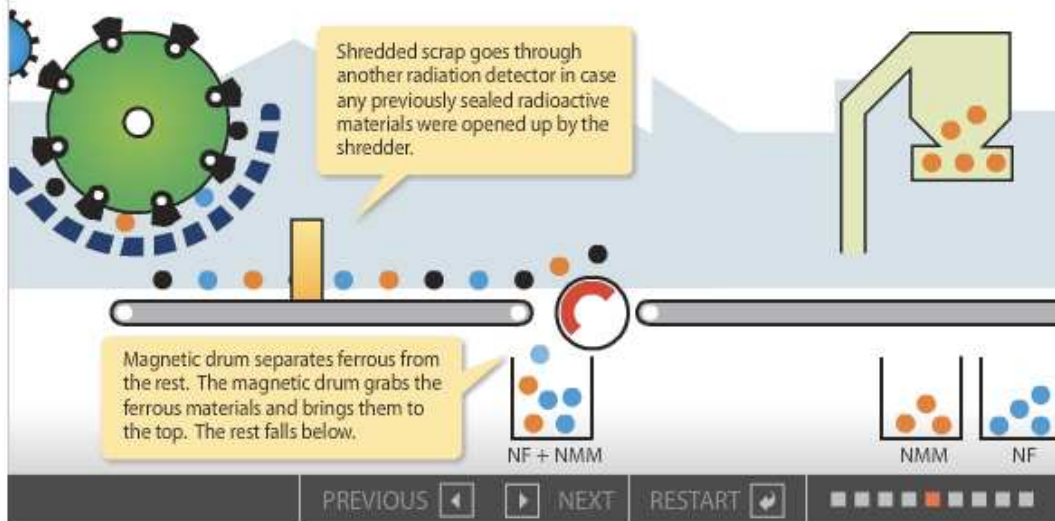 Shredded scrap goes through
another radiation detector in case
any previously sealed radioactive
materials were opened up by the
shredder.
Magnetic drum separates ferrous from
the rest. The magnetic drum grabs the
ferrous materials and brings them to
the top. The rest falls below.
NF + NMM
NMM
NF
PREVIOUS
NEXT
RESTART